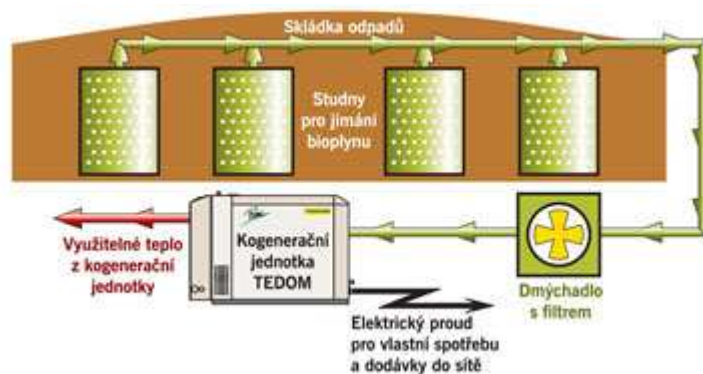 Skládka odpadů
Studny
pro jímání
bioplynu
Využitelné teplo
z kogenerační
jednotky
Kogenerační
jednotka
TEDOM
Dmýchadlo
s filtrem
Elektrický proud
pro vlastní spotřebu
a dodávky do sítě